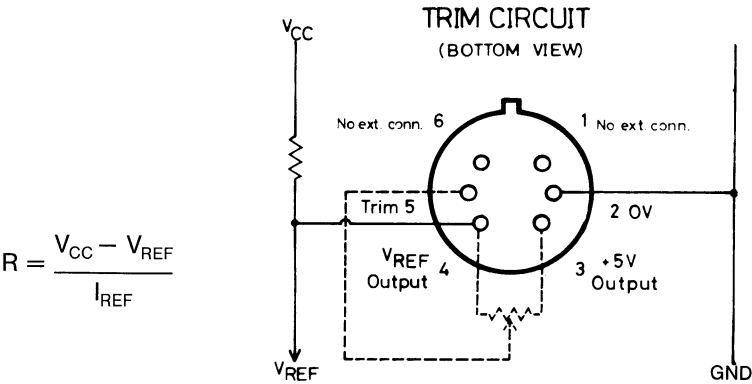 TRIM CIRCUIT
(BOTTOM VIEW)
VCC
No ext. conn. 6
1 No ext. conn.
Trim 5
2 0V
VREF Output 4
3 +5V Output
R = VCC – VREF / IREF
VREF
GND